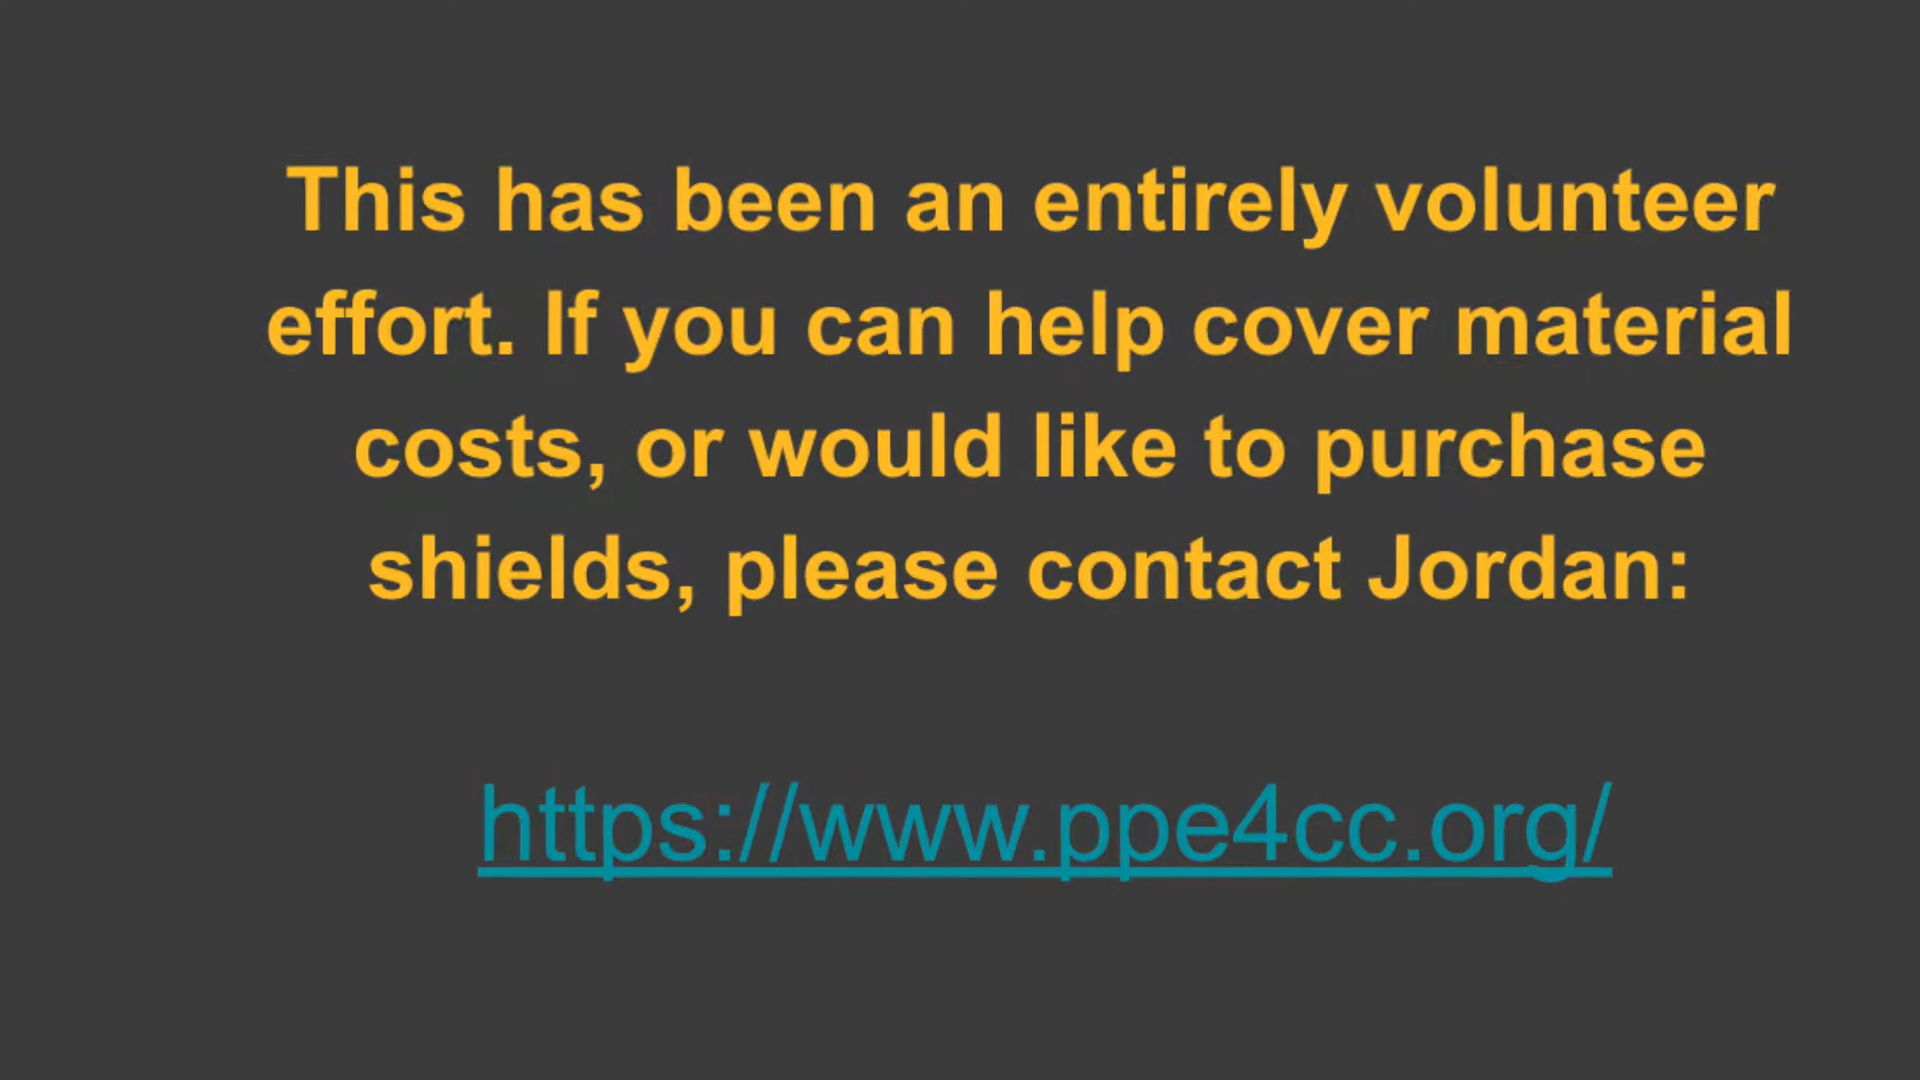 This has been an entirely volunteer
effort. If you can help cover material
costs, or would like to purchase
shields, please contact Jordan:
https://www.ppe4cc.org/